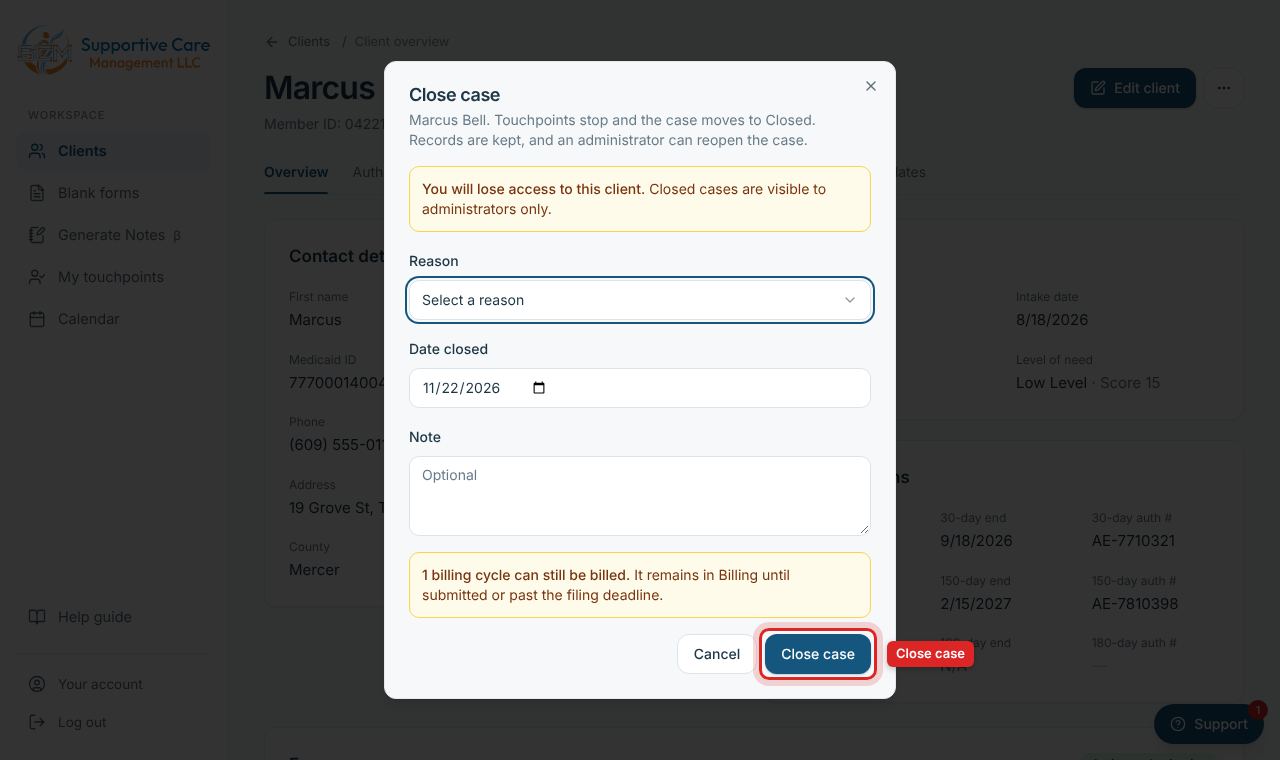 Supportive Care
Management LLC
WORKSPACE
Clients
Blank forms
Generate Notes β
My touchpoints
Calendar
Help guide
Your account
Log out
Clients / Client overview
Marcus
Edit client
Member ID: 04221
Overview
Auth
Contact det
First name
Marcus
Medicaid ID
77700014004
Phone
(609) 555-01
Address
19 Grove St, T
County
Mercer
Close case
Marcus Bell. Touchpoints stop and the case moves to Closed.
Records are kept, and an administrator can reopen the case.
You will lose access to this client. Closed cases are visible to
administrators only.
Reason
Select a reason
Date closed
11/22/2026
Note
Optional
1 billing cycle can still be billed. It remains in Billing until
submitted or past the filing deadline.
Cancel
Close case
Close case
Intake date
8/18/2026
Level of need
Low Level · Score 15
30-day end
30-day auth #
9/18/2026
AE-7710321
150-day end
150-day auth #
2/15/2027
AE-7810398
180-day auth #
—
Support
1